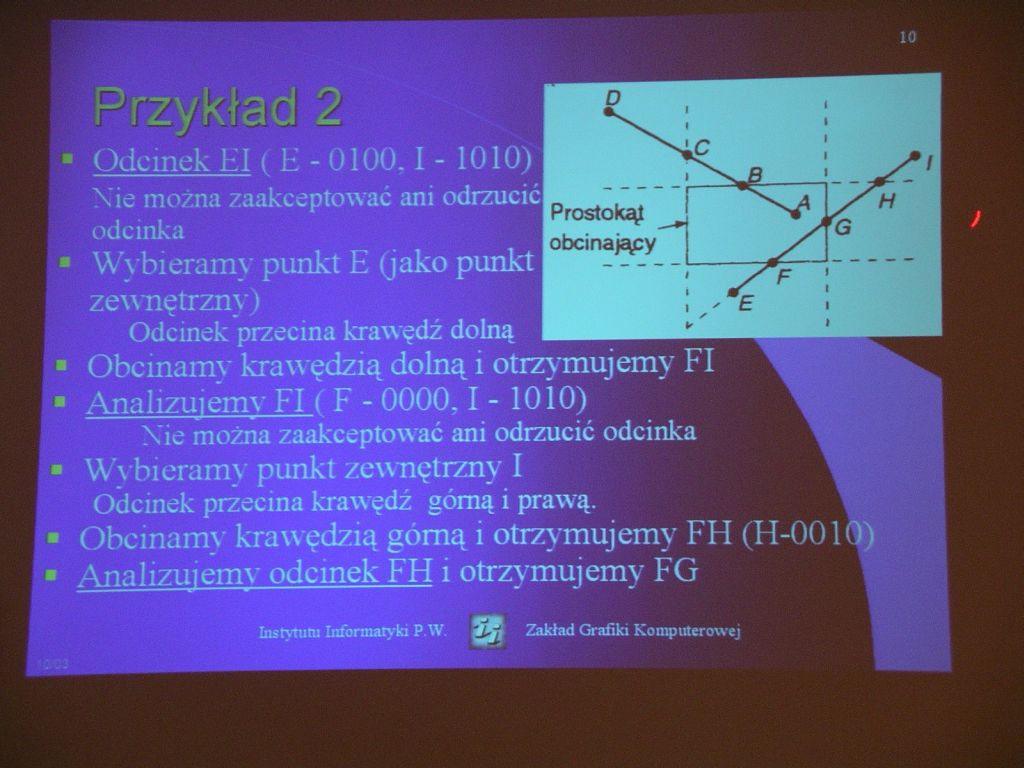 10
Przykład 2
Odcinek EI ( E - 0100, I - 1010)
Nie można zaakceptować ani odrzucić
odcinka
Wybieramy punkt E (jako punkt
zewnętrzny)
Odcinek przecina krawędź dolną
Obcinamy krawędzią dolną i otrzymujemy FI
Analizujemy FI ( F - 0000, I - 1010)
Nie można zaakceptować ani odrzucić odcinka
Wybieramy punkt zewnętrzny I
Odcinek przecina krawędź górną i prawą.
Obcinamy krawędzią górną i otrzymujemy FH (H-0010)
Analizujemy odcinek FH i otrzymujemy FG
D
C
B
A
I
H
G
F
E
Prostokąt
obcinający
Instytutu Informatyki P.W.
ii
Zakład Grafiki Komputerowej
10/03